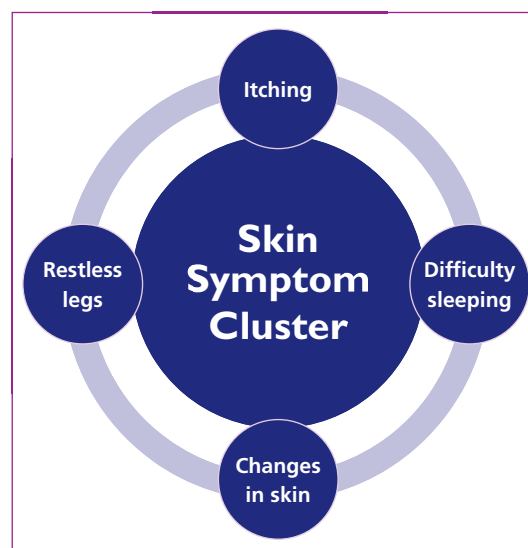 Itching
Skin
Symptom
Cluster
Restless
legs
Difficulty
sleeping
Changes
in skin